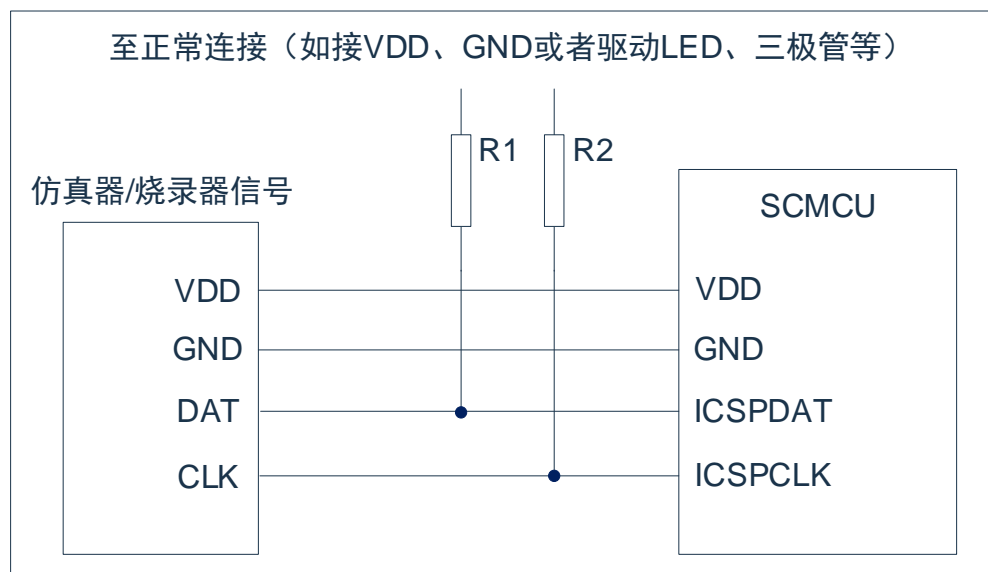 至正常连接（如接VDD、GND或者驱动LED、三极管等）
R1
R2
仿真器/烧录器信号
SCMCU
VDD
VDD
GND
GND
DAT
ICSPDAT
CLK
ICSPCLK